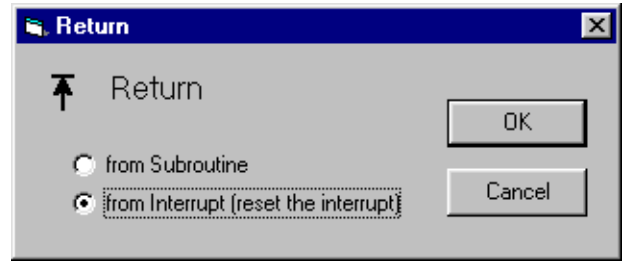 Return
Return
OK
from Subroutine
from Interrupt (reset the interrupt)
Cancel